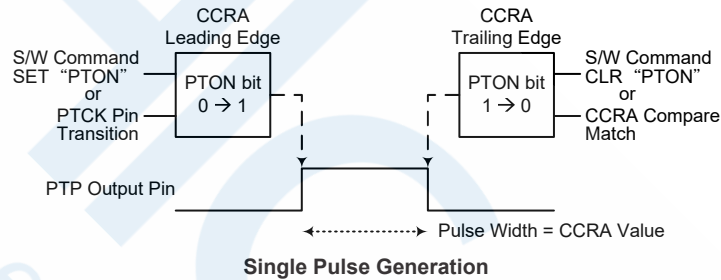 CCRA
Leading Edge
S/W Command
SET “PTON”
or
PTCK Pin
Transition
PTON bit
0 → 1
CCRA
Trailing Edge
PTON bit
1 → 0
S/W Command
CLR “PTON”
or
CCRA Compare
Match
PTP Output Pin
Pulse Width = CCRA Value
Single Pulse Generation